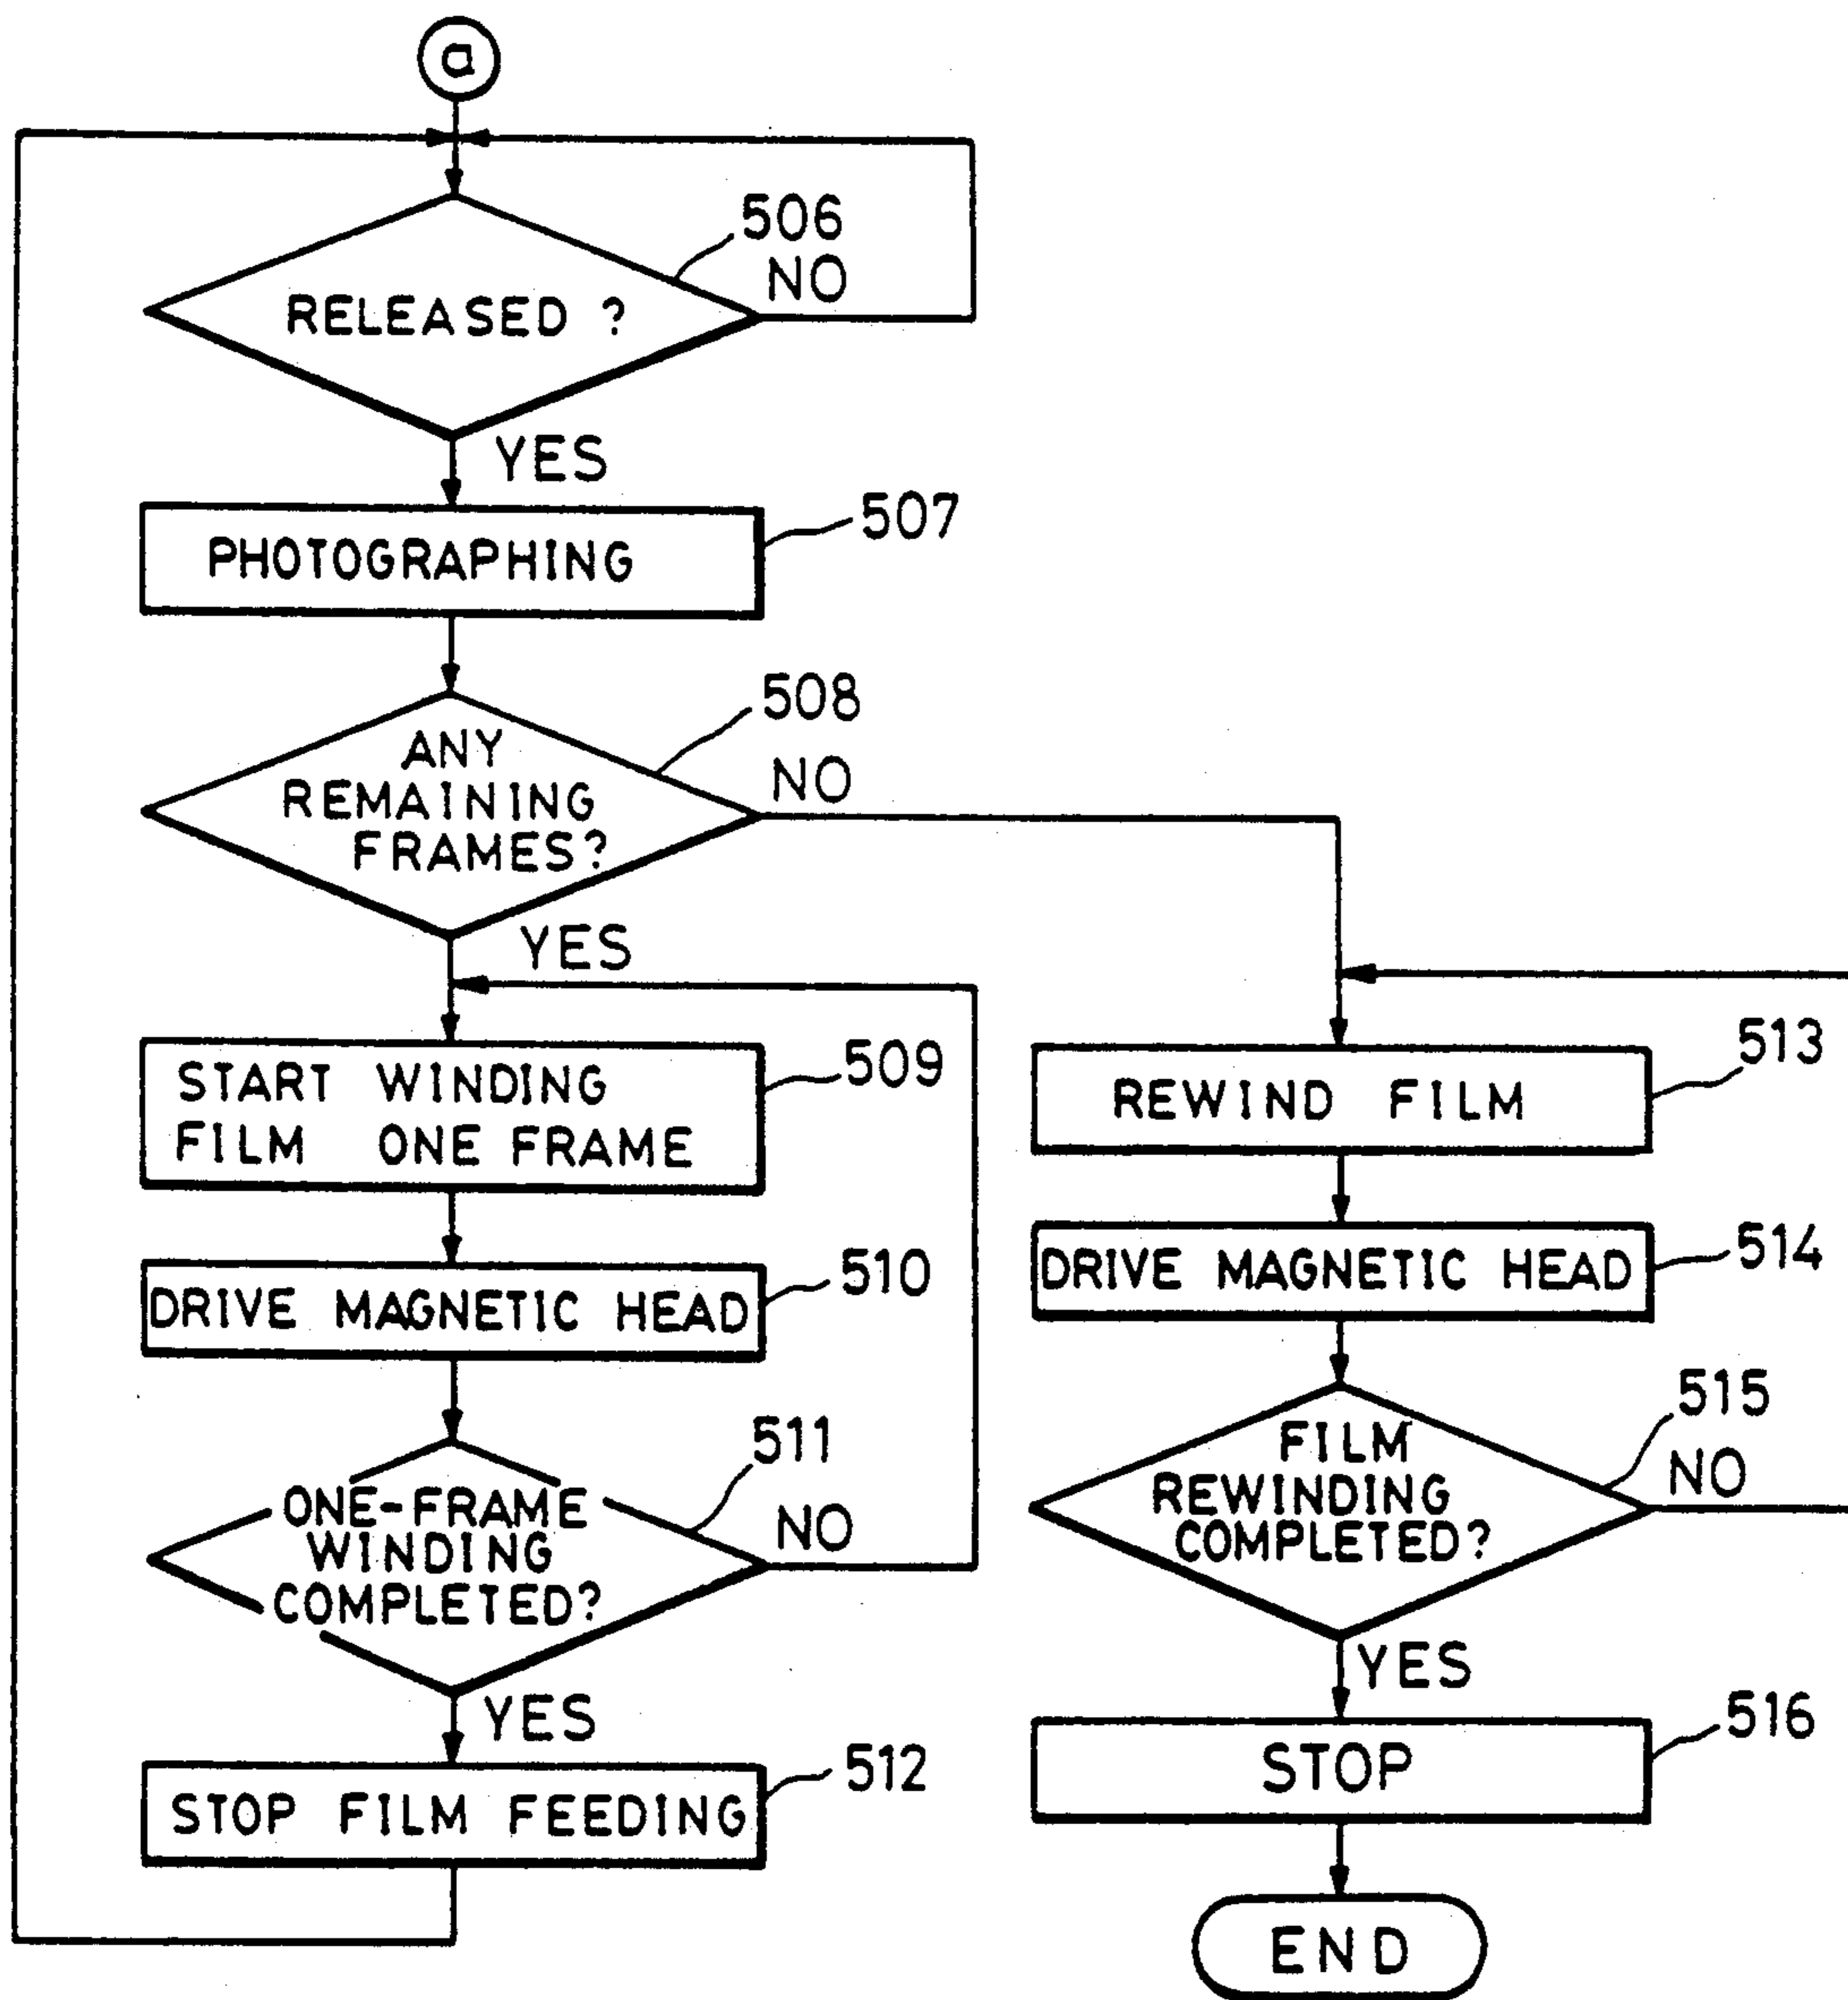 a
506
NO
RELEASED ?
YES
507
PHOTOGRAPHING
508
ANY
REMAINING
FRAMES?
NO
YES
509
START WINDING
FILM ONE FRAME
510
DRIVE MAGNETIC HEAD
511
ONE-FRAME
WINDING
COMPLETED?
NO
YES
512
STOP FILM FEEDING
513
REWIND FILM
514
DRIVE MAGNETIC HEAD
515
FILM
REWINDING
COMPLETED?
NO
YES
516
STOP
END